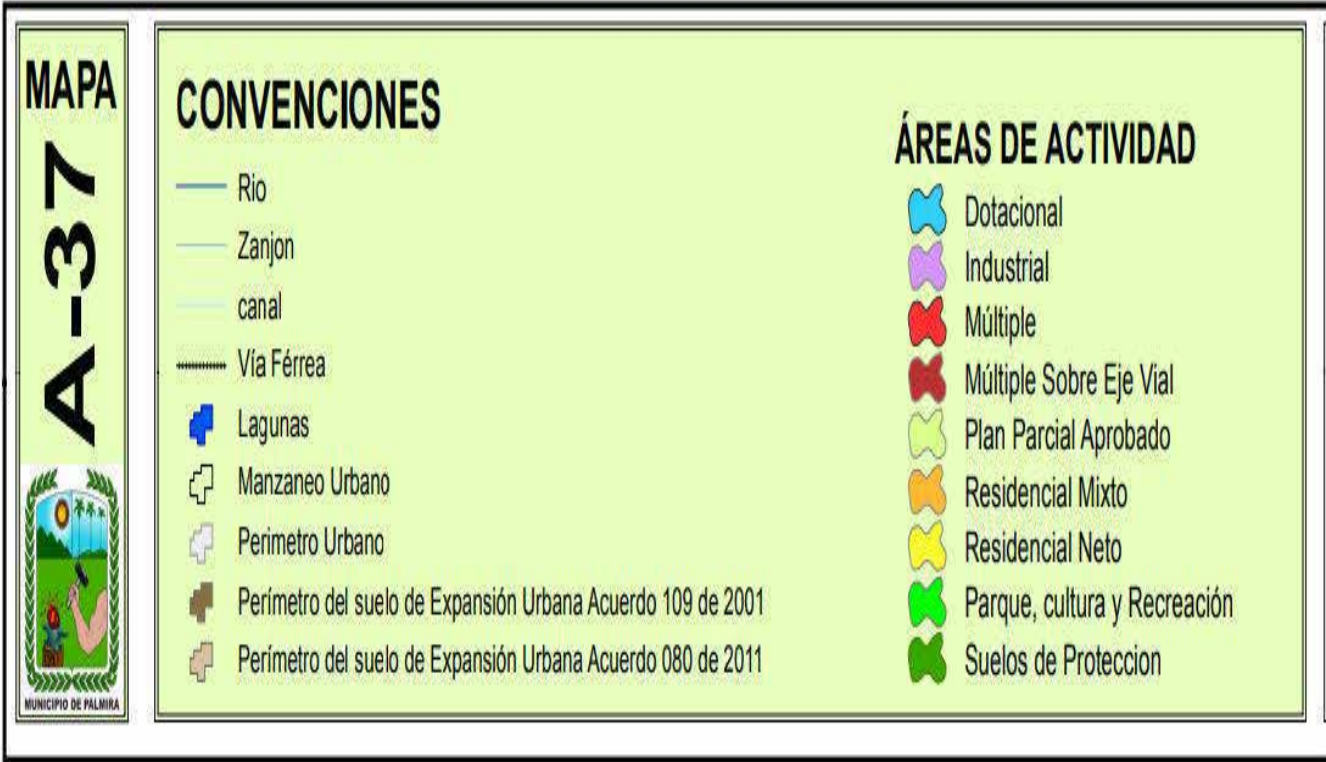 MAPA
A-37
MUNICIPIO DE PALMIRA
CONVENCIONES
Rio
Zanjon
canal
Vía Férrea
Lagunas
Manzaneo Urbano
Perimetro Urbano
Perímetro del suelo de Expansión Urbana Acuerdo 109 de 2001
Perímetro del suelo de Expansión Urbana Acuerdo 080 de 2011
ÁREAS DE ACTIVIDAD
Dotacional
Industrial
Múltiple
Múltiple Sobre Eje Vial
Plan Parcial Aprobado
Residencial Mixto
Residencial Neto
Parque, cultura y Recreación
Suelos de Proteccion